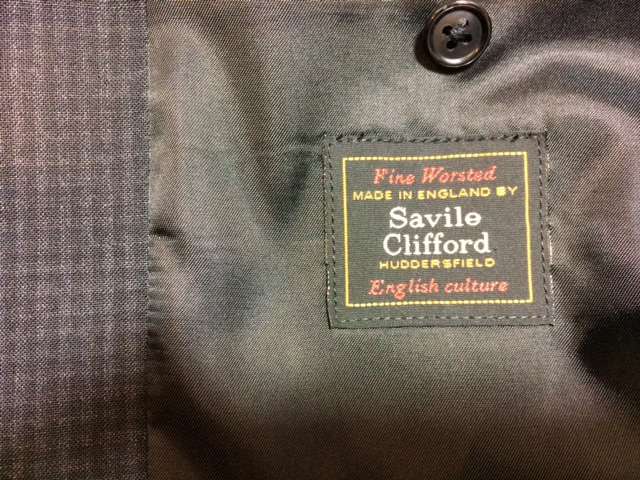 Fine Worsted
MADE IN ENGLAND BY
Savile
Clifford
HUDDERSFIELD
English culture